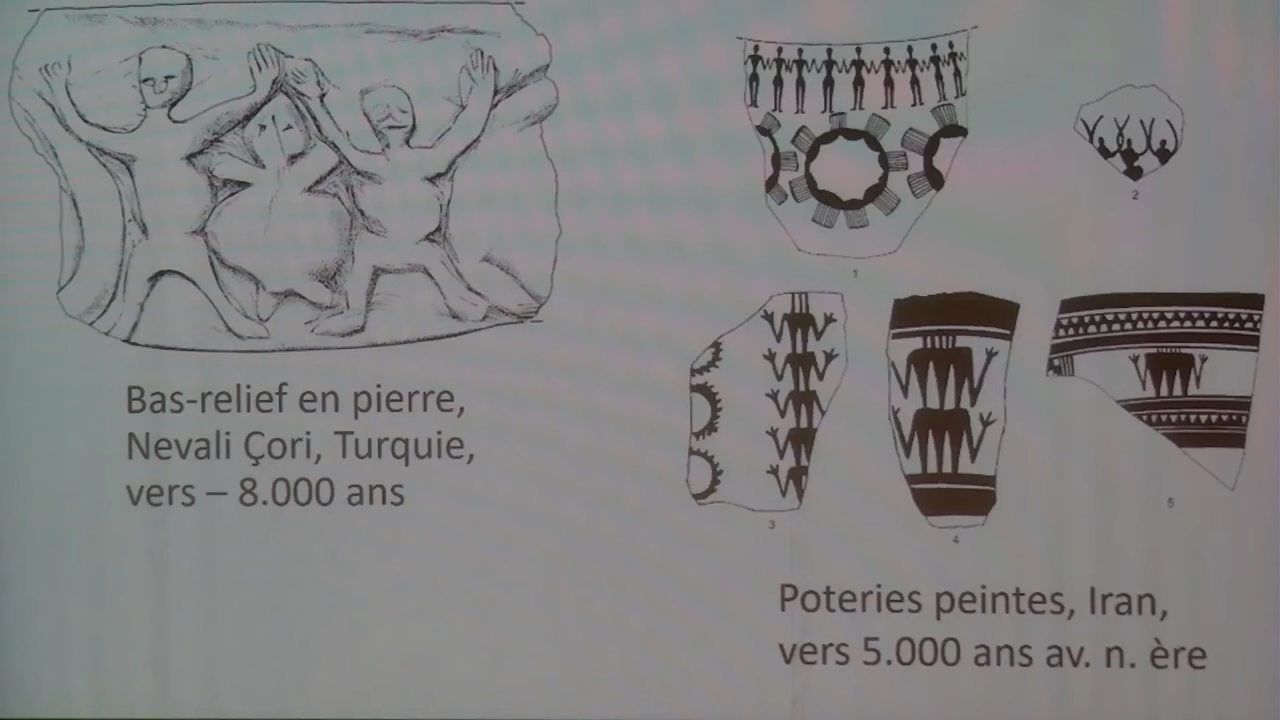 Bas-relief en pierre,
Nevali Çori, Turquie,
vers – 8.000 ans
1
2
3
4
5
Poteries peintes, Iran,
vers 5.000 ans av. n. ère